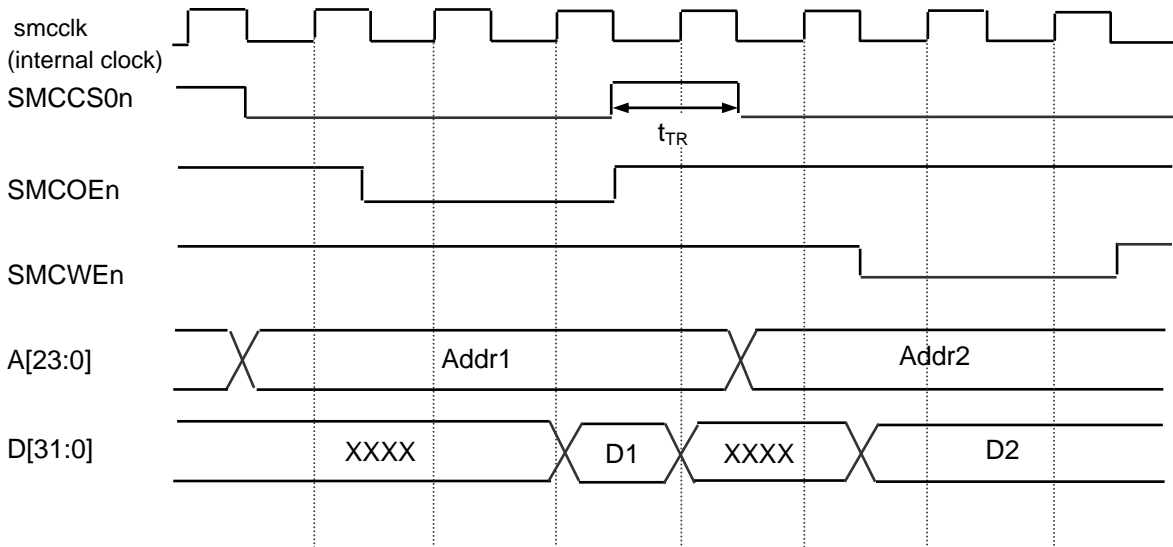 smcclk
(internal clock)
SMCCS0n
tTR
SMCOEn
SMCWEn
A[23:0]
Addr1
Addr2
D[31:0]
XXXX
D1
XXXX
D2